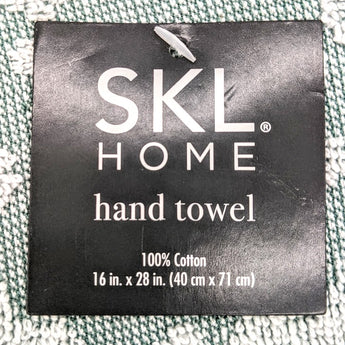 SKL®
HOME
hand towel
100% Cotton
16 in. x 28 in. (40 cm x 71 cm)